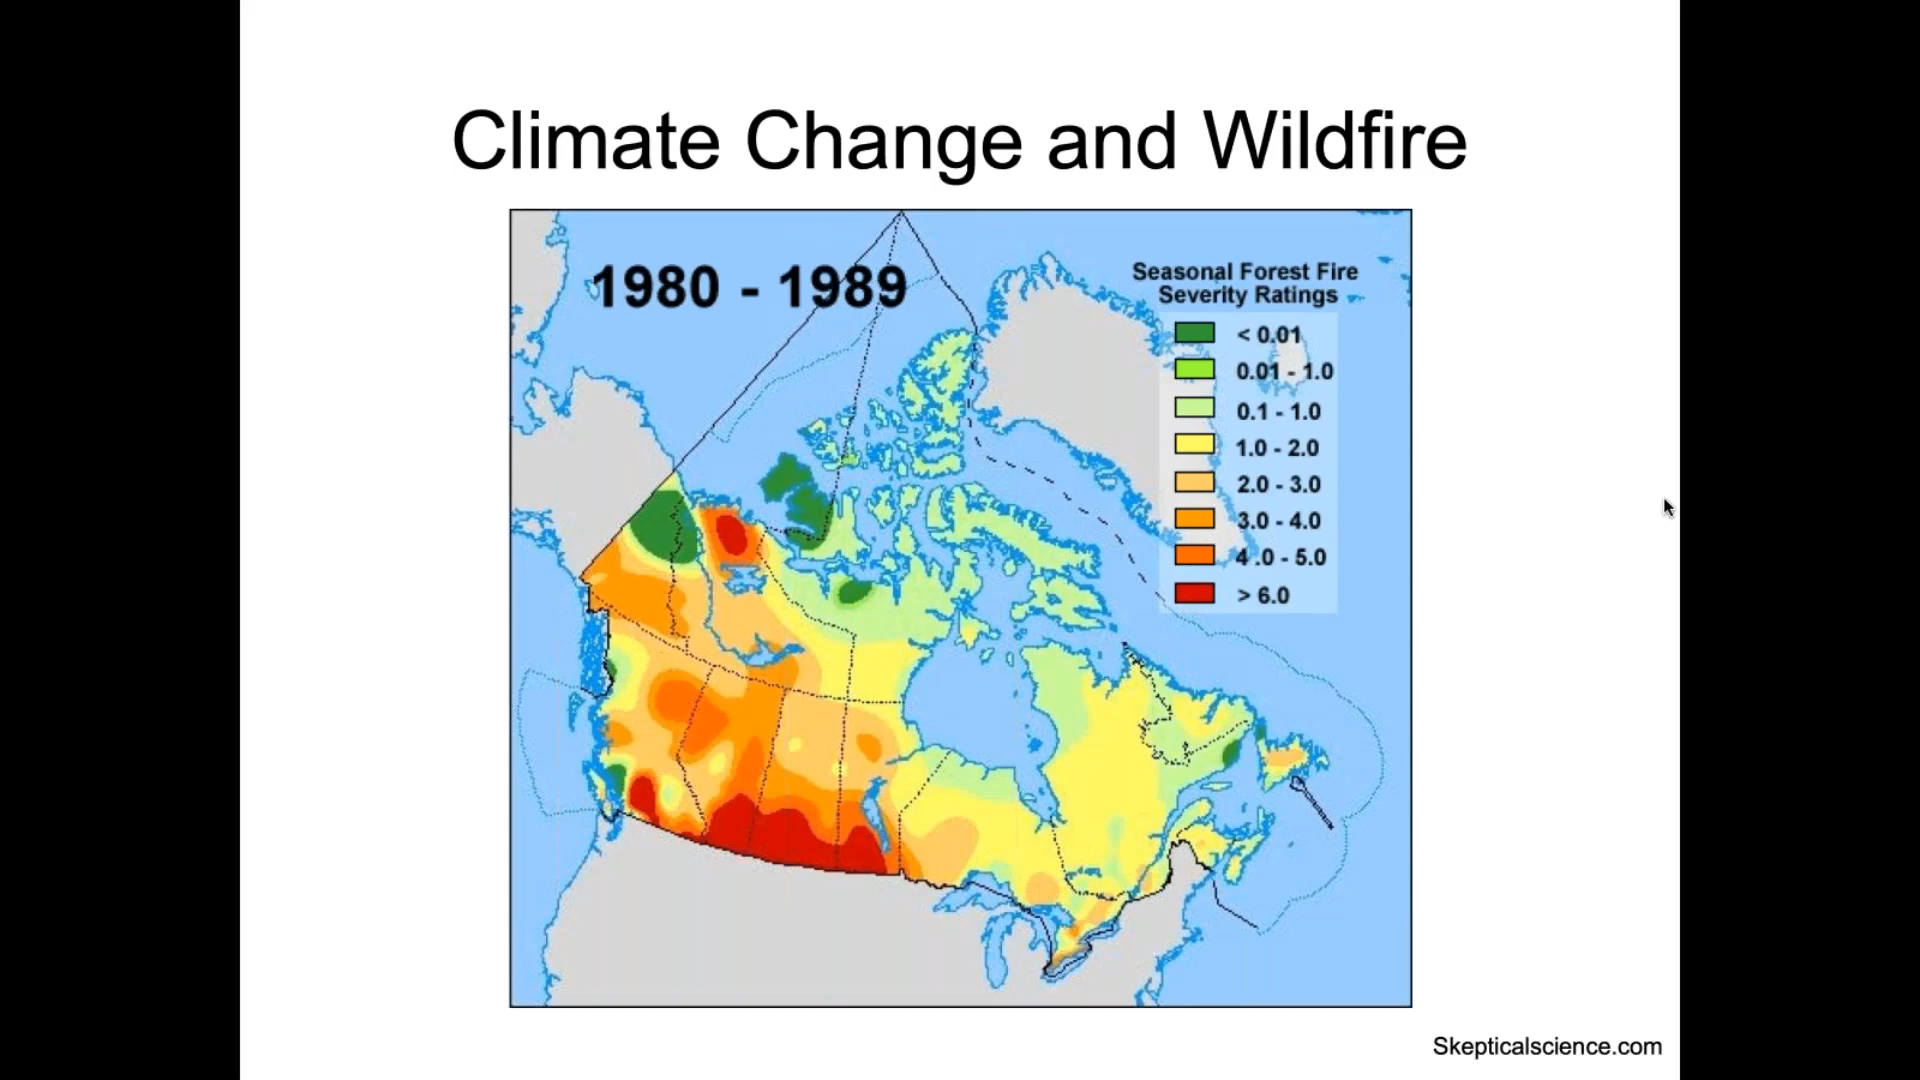 Climate Change and Wildfire
1980 - 1989
Seasonal Forest Fire
Severity Ratings
< 0.01
0.01 - 1.0
0.1 - 1.0
1.0 - 2.0
2.0 - 3.0
3.0 - 4.0
4 .0 - 5.0
> 6.0
Skepticalscience.com